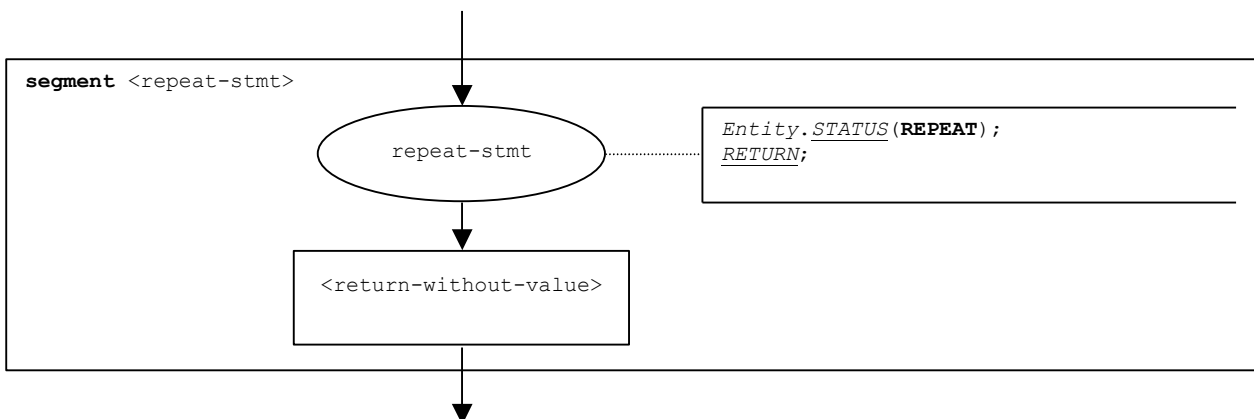 segment <repeat-stmt>
repeat-stmt
Entity.STATUS(REPEAT);
RETURN;
<return-without-value>